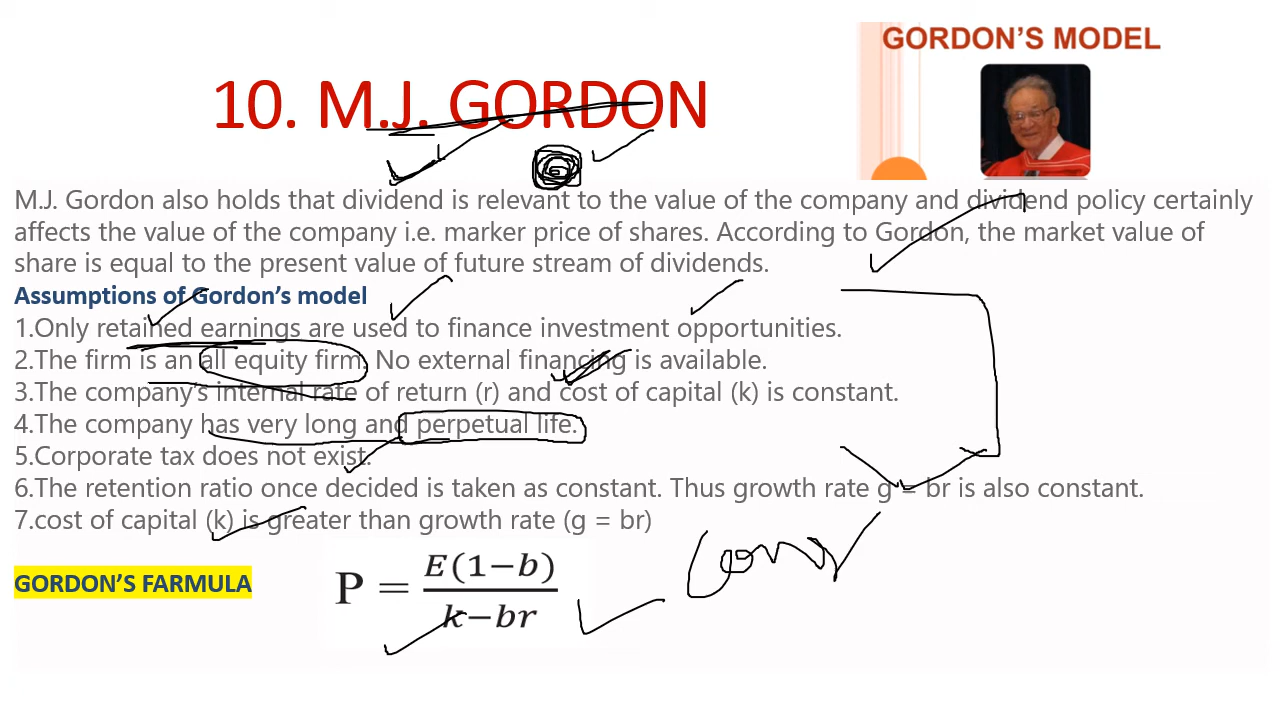 GORDON'S MODEL
10. M.J. GORDON
M.J. Gordon also holds that dividend is relevant to the value of the company and dividend policy certainly
affects the value of the company i.e. marker price of shares. According to Gordon, the market value of
share is equal to the present value of future stream of dividends.
Assumptions of Gordon's model
1.Only retained earnings are used to finance investment opportunities.
2.The firm is an all equity firm. No external financing is available.
3.The company's internal rate of return (r) and cost of capital (k) is constant.
4.The company has very long and perpetual life.
5.Corporate tax does not exist.
6.The retention ratio once decided is taken as constant. Thus growth rate g = br is also constant.
7.cost of capital (k) is greater than growth rate (g = br)
GORDON'S FARMULA
P = E(1−b) / k−br